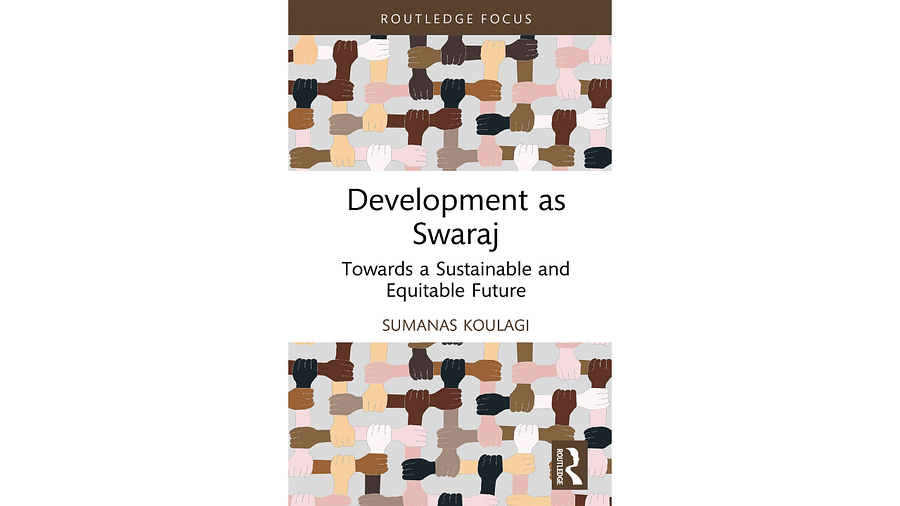 ROUTLEDGE FOCUS
Development as
Swaraj
Towards a Sustainable and
Equitable Future
SUMANAS KOULAGI
ROUTLEDGE